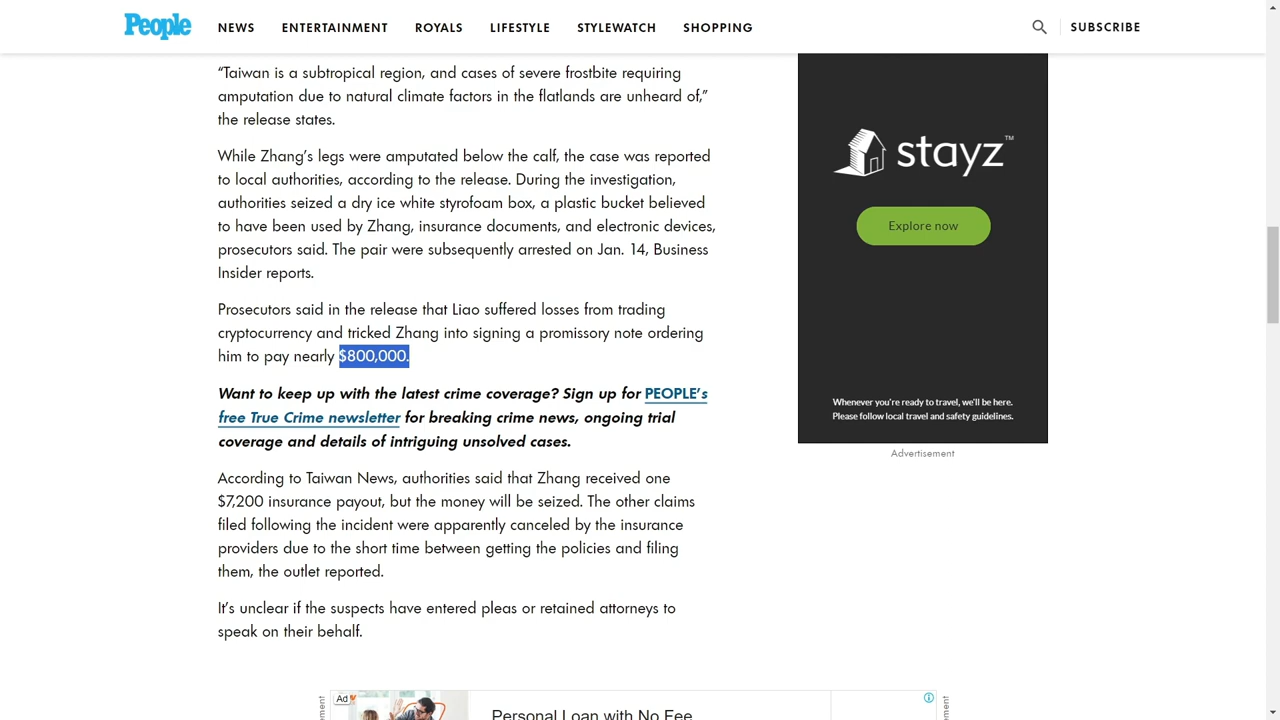 People
NEWS
ENTERTAINMENT
ROYALS
LIFESTYLE
STYLEWATCH
SHOPPING
SUBSCRIBE
“Taiwan is a subtropical region, and cases of severe frostbite requiring
amputation due to natural climate factors in the flatlands are unheard of,”
the release states.
While Zhang’s legs were amputated below the calf, the case was reported
to local authorities, according to the release. During the investigation,
authorities seized a dry ice white styrofoam box, a plastic bucket believed
to have been used by Zhang, insurance documents, and electronic devices,
prosecutors said. The pair were subsequently arrested on Jan. 14, Business
Insider reports.
Prosecutors said in the release that Liao suffered losses from trading
cryptocurrency and tricked Zhang into signing a promissory note ordering
him to pay nearly $800,000.
Want to keep up with the latest crime coverage? Sign up for PEOPLE’s
free True Crime newsletter for breaking crime news, ongoing trial
coverage and details of intriguing unsolved cases.
According to Taiwan News, authorities said that Zhang received one
$7,200 insurance payout, but the money will be seized. The other claims
filed following the incident were apparently canceled by the insurance
providers due to the short time between getting the policies and filing
them, the outlet reported.
It’s unclear if the suspects have entered pleas or retained attorneys to
speak on their behalf.
stayz™
Explore now
Whenever you’re ready to travel, we’ll be here.
Please follow local travel and safety guidelines.
Advertisement
Ad
Personal Loan with No Fee